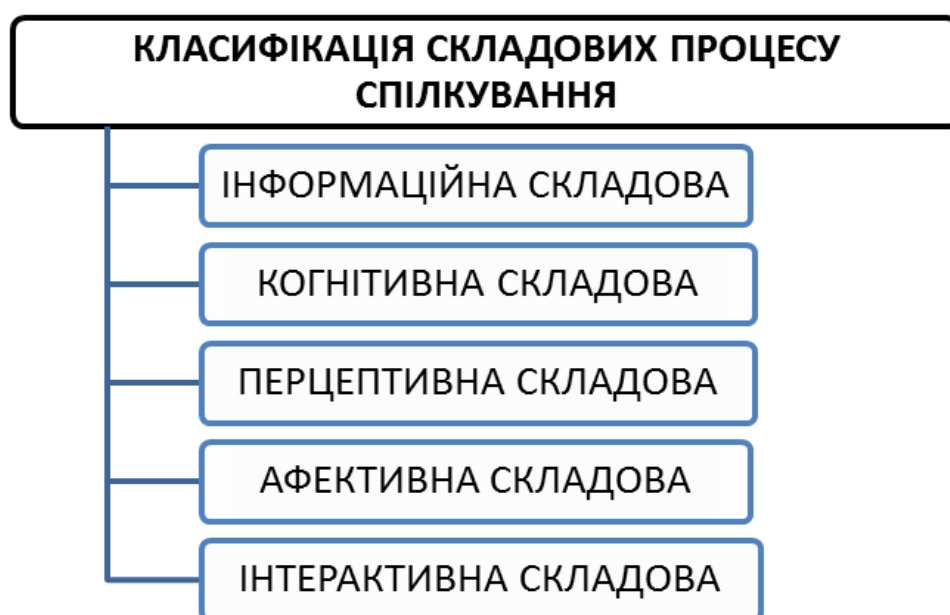 КЛАСИФІКАЦІЯ СКЛАДОВИХ ПРОЦЕСУ
СПІЛКУВАННЯ
ІНФОРМАЦІЙНА СКЛАДОВА
КОГНІТИВНА СКЛАДОВА
ПЕРЦЕПТИВНА СКЛАДОВА
АФЕКТИВНА СКЛАДОВА
ІНТЕРАКТИВНА СКЛАДОВА